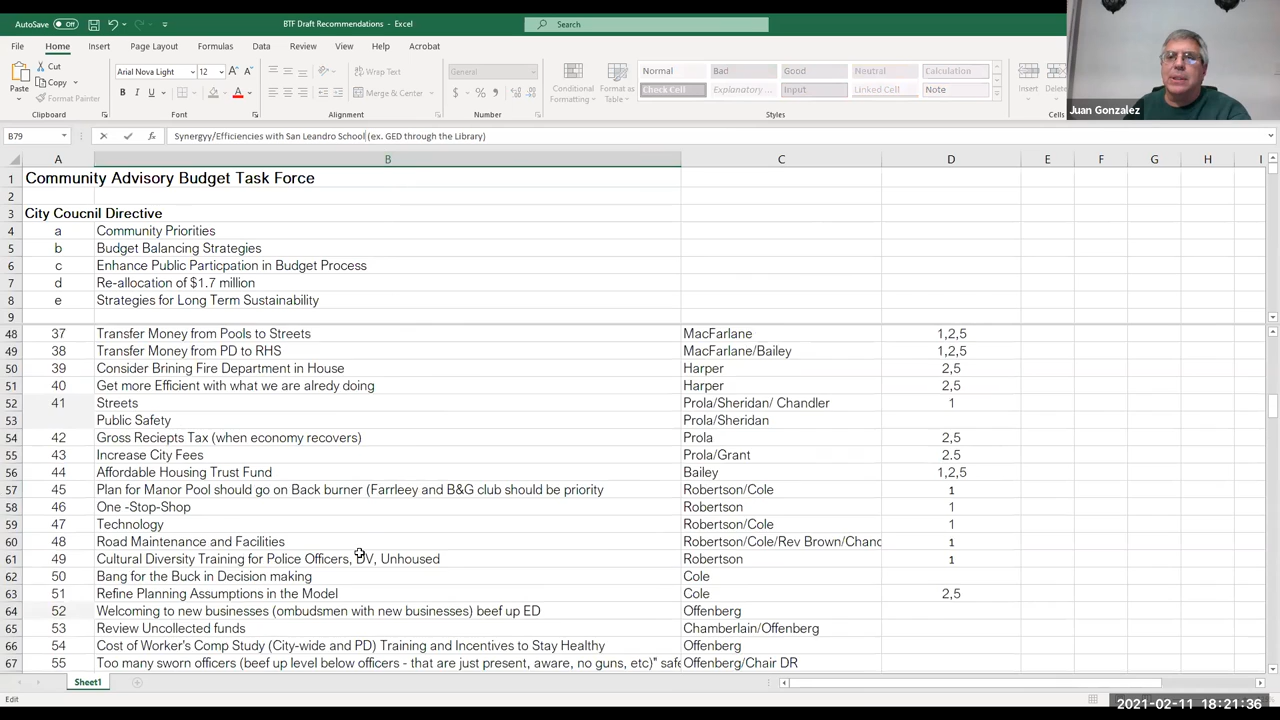 AutoSave Off BTF Draft Recommendations - Excel Search
File Home Insert Page Layout Formulas Data Review View Help Acrobat
Paste Cut Copy Format Painter Clipboard
Arial Nova Light 12 Font
Wrap Text Merge & Center Alignment
General Number
Conditional Formatting Format as Table
Normal Bad Good Neutral Calculation
Check Cell Explanatory... Input Linked Cell Note
Styles
Insert Delete
Cells
Juan Gonzalez
B79 Synergyy/Efficiencies with San Leandro School (ex. GED through the Library)
A B C D E F G H I
1 Community Advisory Budget Task Force
2
3 City Coucnil Directive
4 a Community Priorities
5 b Budget Balancing Strategies
6 c Enhance Public Particpation in Budget Process
7 d Re-allocation of $1.7 million
8 e Strategies for Long Term Sustainability
9
48 37 Transfer Money from Pools to Streets MacFarlane 1,2,5
49 38 Transfer Money from PD to RHS MacFarlane/Bailey 1,2,5
50 39 Consider Brining Fire Department in House Harper 2,5
51 40 Get more Efficient with what we are alredy doing Harper 2,5
52 41 Streets Prola/Sheridan/ Chandler 1
53 Public Safety Prola/Sheridan
54 42 Gross Reciepts Tax (when economy recovers) Prola 2,5
55 43 Increase City Fees Prola/Grant 2.5
56 44 Affordable Housing Trust Fund Bailey 1,2,5
57 45 Plan for Manor Pool should go on Back burner (Farrleey and B&G club should be priority Robertson/Cole 1
58 46 One -Stop-Shop Robertson 1
59 47 Technology Robertson/Cole 1
60 48 Road Maintenance and Facilities Robertson/Cole/Rev Brown/Chanc 1
61 49 Cultural Diversity Training for Police Officers, DV, Unhoused Robertson 1
62 50 Bang for the Buck in Decision making Cole
63 51 Refine Planning Assumptions in the Model Cole 2,5
64 52 Welcoming to new businesses (ombudsmen with new businesses) beef up ED Offenberg
65 53 Review Uncollected funds Chamberlain/Offenberg
66 54 Cost of Worker's Comp Study (City-wide and PD) Training and Incentives to Stay Healthy Offenberg
67 55 Too many sworn officers (beef up level below officers - that are just present, aware, no guns, etc)" safe Offenberg/Chair DR
Sheet1
Edit
2021-02-11 18:21:36